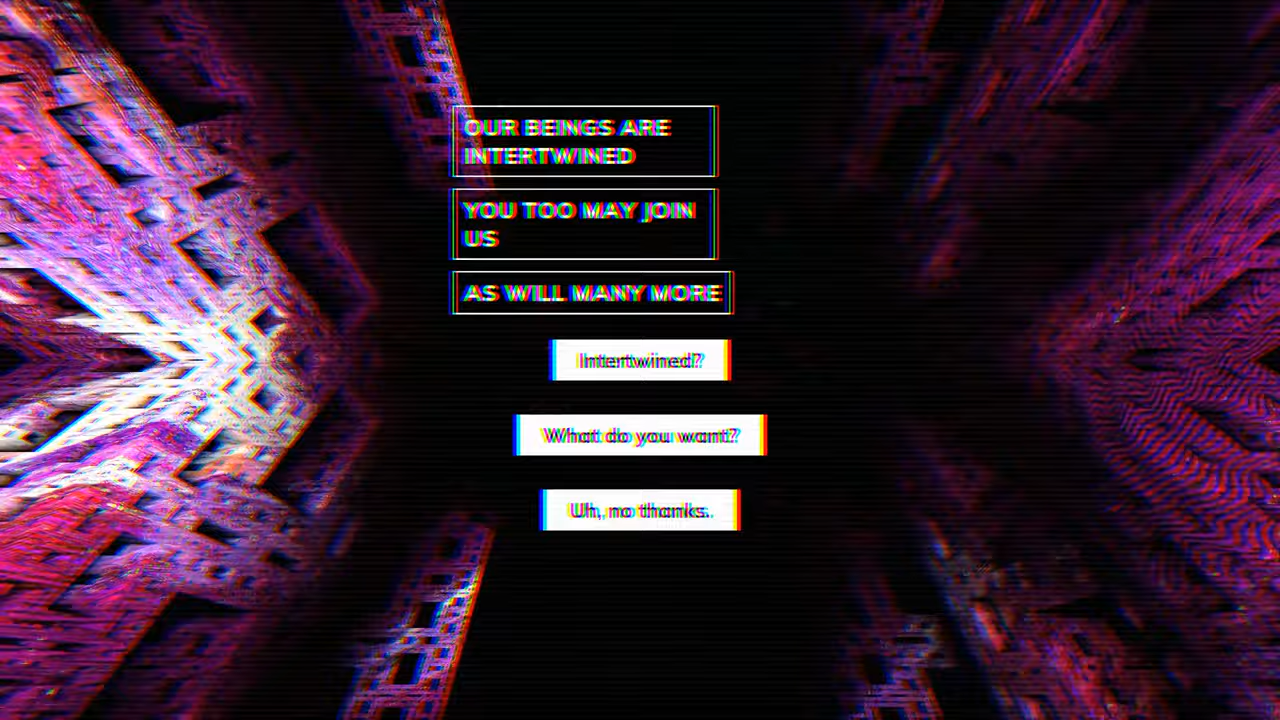 OUR BEINGS ARE
INTERTWINED
YOU TOO MAY JOIN
US
AS WILL MANY MORE
Intertwined?
What do you want?
Uh, no thanks.